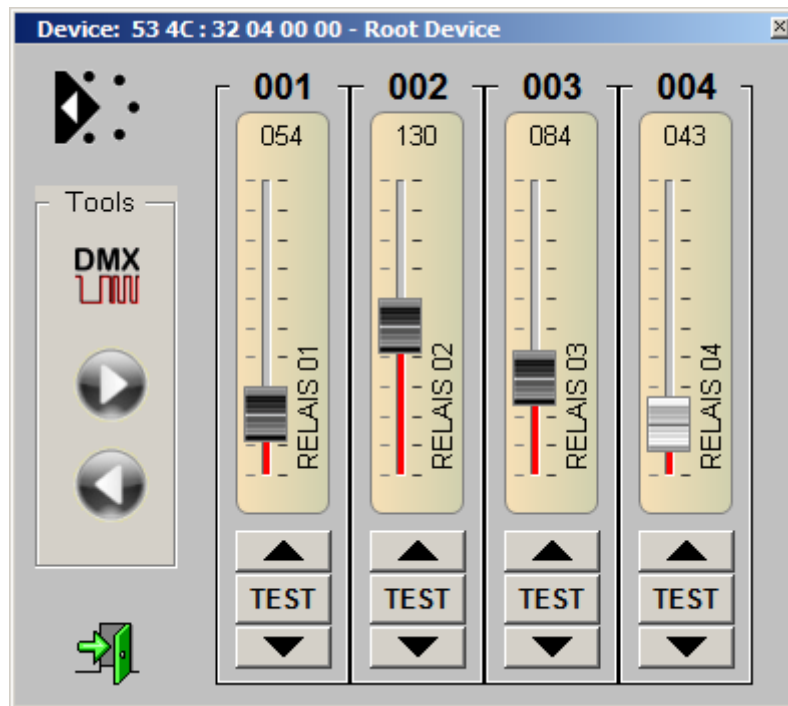 Device: 53 4C : 32 04 00 00 - Root Device
001 002 003 004
054 130 084 043
Tools
DMX
RELAIS 01 RELAIS 02 RELAIS 03 RELAIS 04
TEST TEST TEST TEST